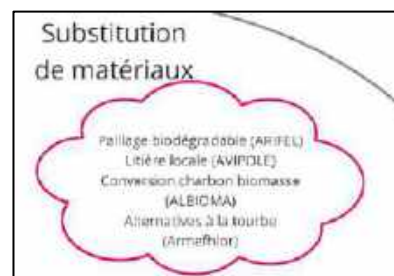 Substitution
de matériaux
Paillage biodégradable (ARIFEL)
Litière locale (AVIPOLE)
Conversion charbon biomasse
(ALBIOMA)
Alternatives à la tourbe
(Armefhlor)